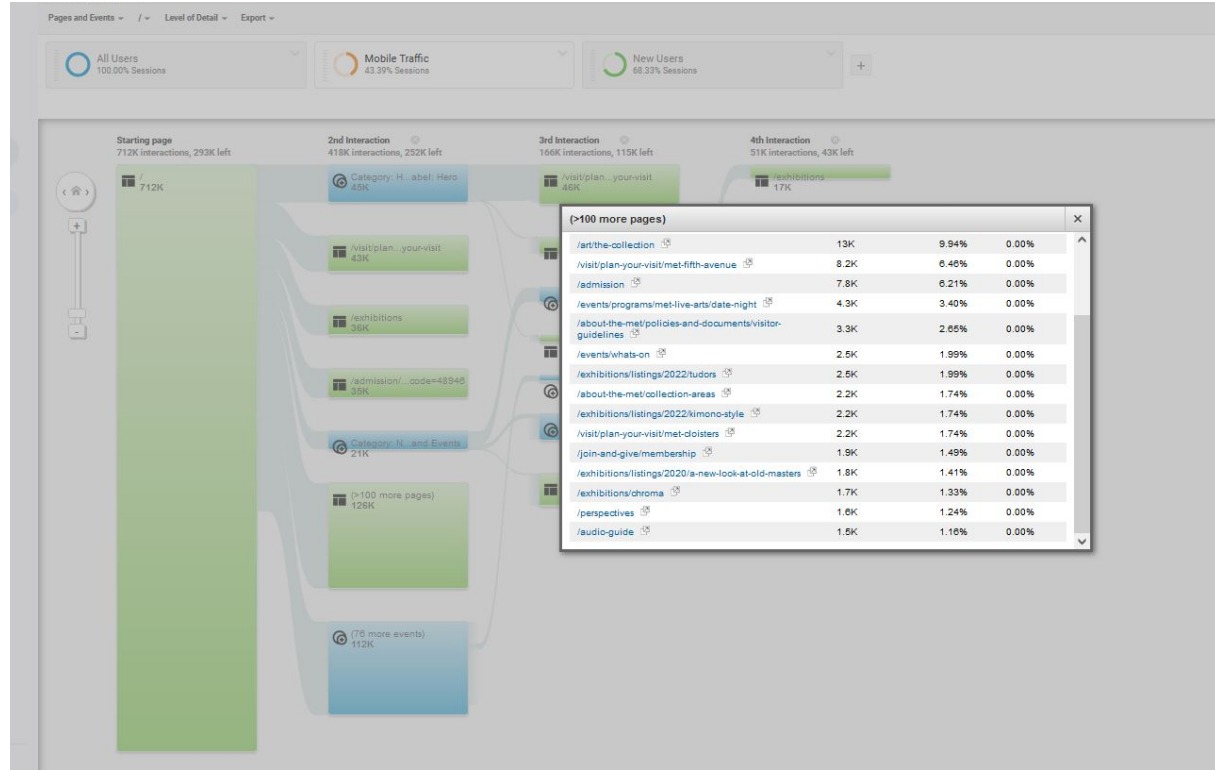 Pages and Events / Level of Detail Export
All Users
100.00% Sessions
Mobile Traffic
43.39% Sessions
New Users
68.33% Sessions
+
Starting page
712K interactions, 293K left
2nd Interaction
418K interactions, 252K left
3rd Interaction
166K interactions, 115K left
4th Interaction
51K interactions, 43K left
/
712K
Category: H...abel: Hero
45K
/visit/plan...your-visit
43K
/exhibitions
36K
/admission/...code=48946
35K
Category: N...and Events
21K
(>100 more pages)
126K
(76 more events)
112K
/visit/plan...your-visit
46K
/exhibitions
17K
+
-
(>100 more pages)
/art/the-collection 13K 9.94% 0.00%
/visit/plan-your-visit/met-fifth-avenue 8.2K 6.46% 0.00%
/admission 7.8K 6.21% 0.00%
/events/programs/met-live-arts/date-night 4.3K 3.40% 0.00%
/about-the-met/policies-and-documents/visitor-
guidelines 3.3K 2.65% 0.00%
/events/whats-on 2.5K 1.99% 0.00%
/exhibitions/listings/2022/tudors 2.5K 1.99% 0.00%
/about-the-met/collection-areas 2.2K 1.74% 0.00%
/exhibitions/listings/2022/kimono-style 2.2K 1.74% 0.00%
/visit/plan-your-visit/met-cloisters 2.2K 1.74% 0.00%
/join-and-give/membership 1.9K 1.49% 0.00%
/exhibitions/listings/2020/a-new-look-at-old-masters 1.8K 1.41% 0.00%
/exhibitions/chroma 1.7K 1.33% 0.00%
/perspectives 1.6K 1.24% 0.00%
/audio-guide 1.5K 1.16% 0.00%